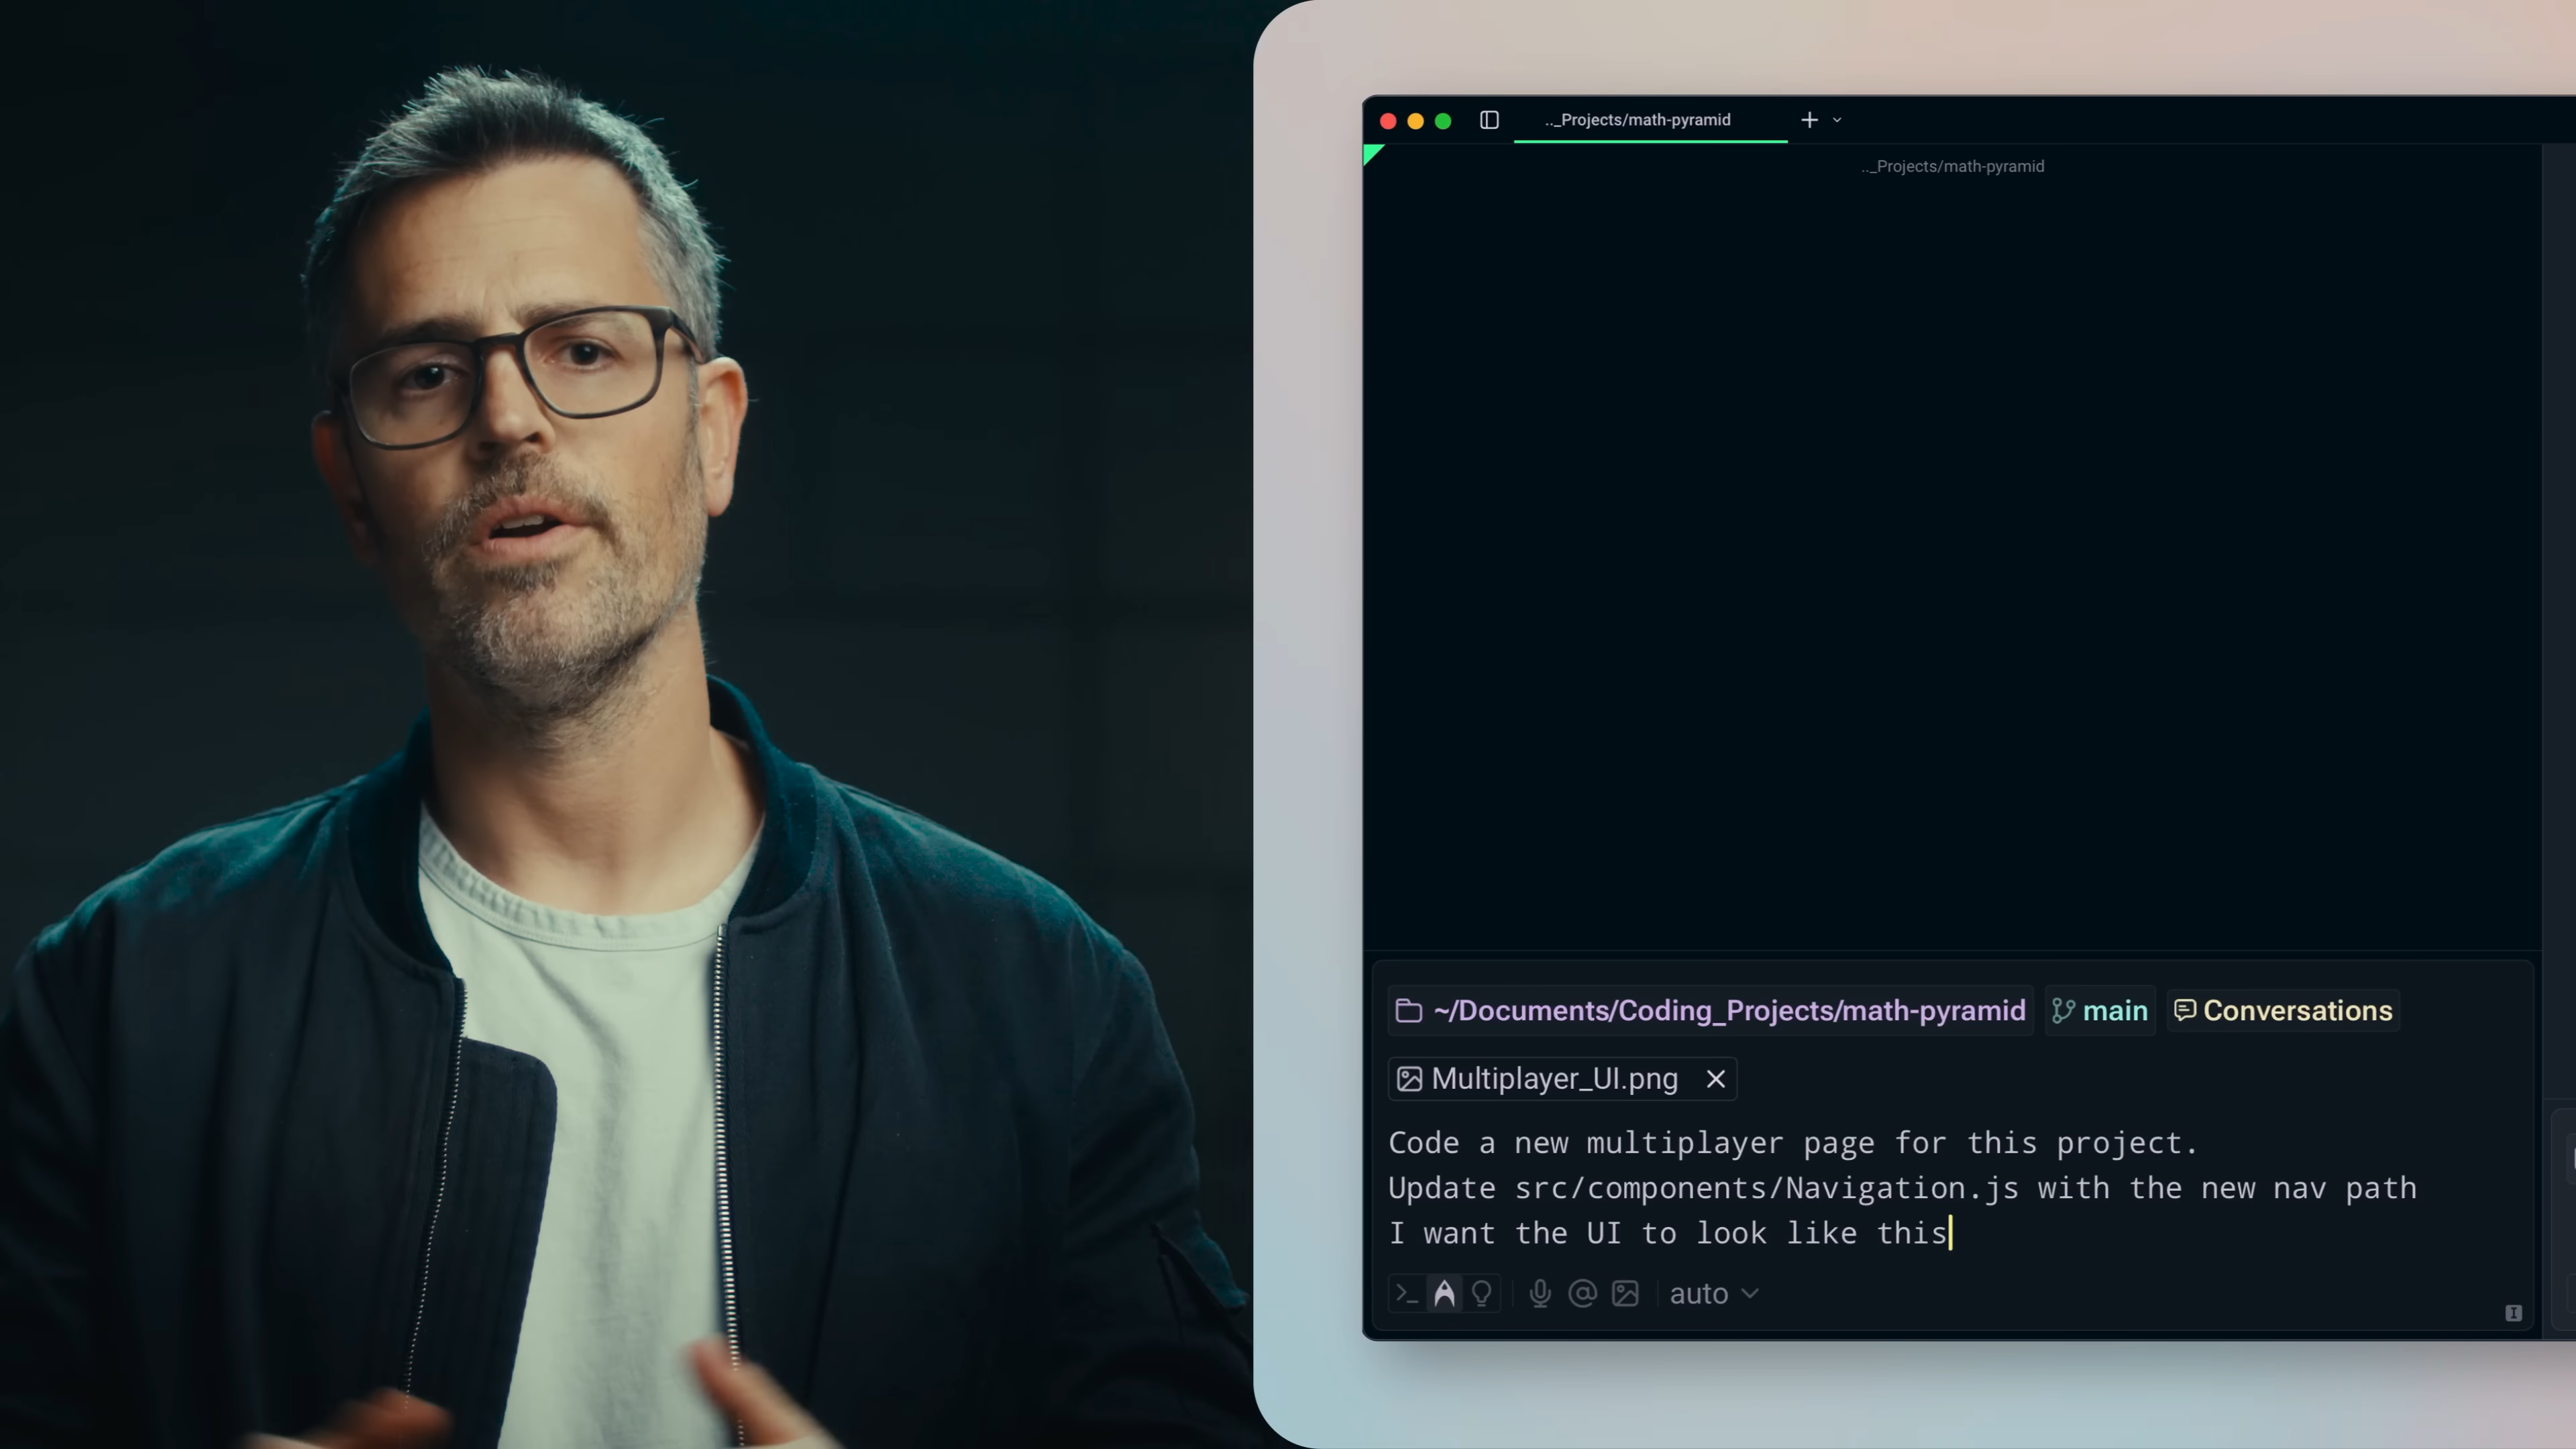 .._Projects/math-pyramid
.._Projects/math-pyramid
~/Documents/Coding_Projects/math-pyramid main Conversations
Multiplayer_UI.png
Code a new multiplayer page for this project.
Update src/components/Navigation.js with the new nav path
I want the UI to look like this
auto